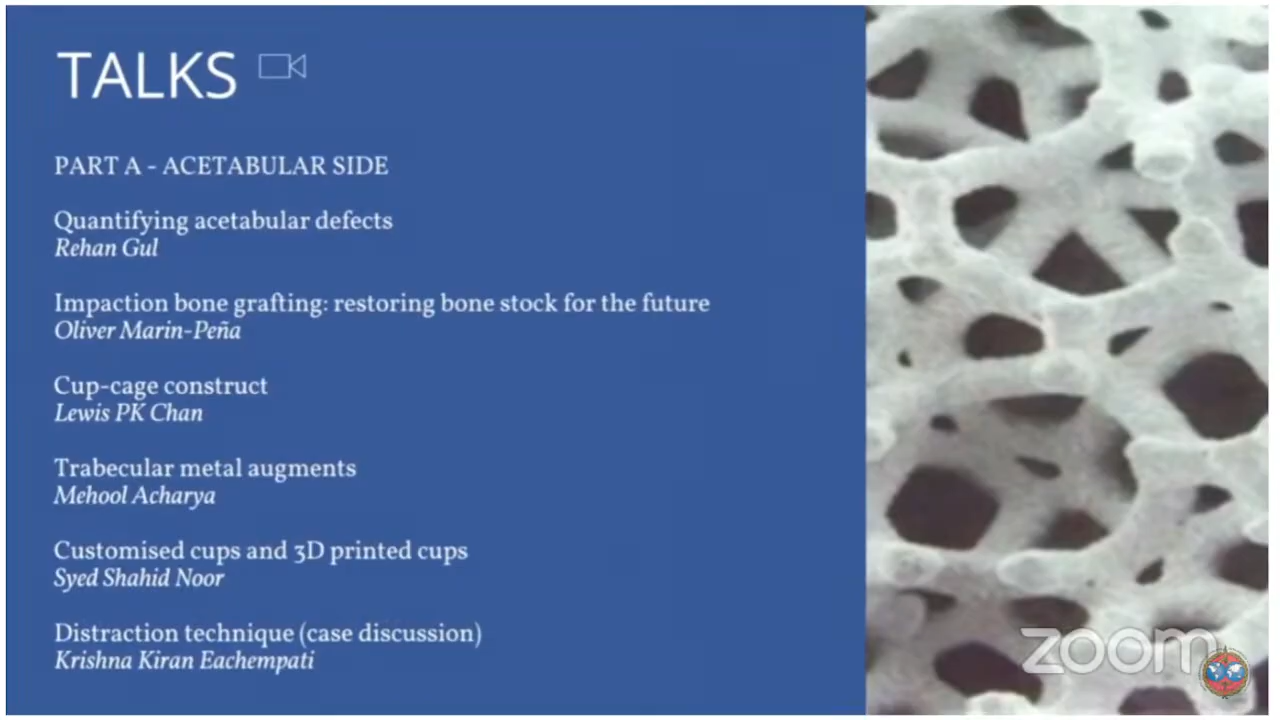 TALKS
PART A - ACETABULAR SIDE
Quantifying acetabular defects
Rehan Gul
Impaction bone grafting: restoring bone stock for the future
Oliver Marin-Peña
Cup-cage construct
Lewis PK Chan
Trabecular metal augments
Mehool Acharya
Customised cups and 3D printed cups
Syed Shahid Noor
Distraction technique (case discussion)
Krishna Kiran Eachempati
zoom